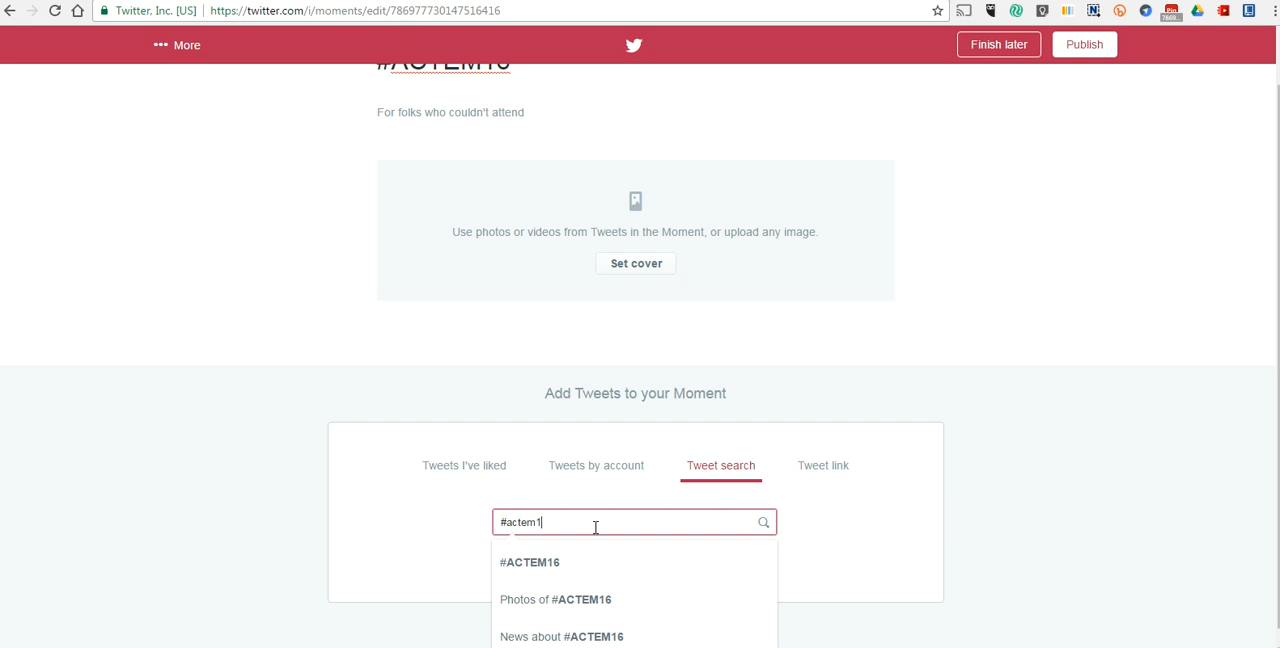 Twitter, Inc. [US] https://twitter.com/i/moments/edit/786977730147516416
Pin
7869...
••• More
Finish later
Publish
#ACTEM16
For folks who couldn't attend
Use photos or videos from Tweets in the Moment, or upload any image.
Set cover
Add Tweets to your Moment
Tweets I've liked
Tweets by account
Tweet search
Tweet link
#actem1
#ACTEM16
Photos of #ACTEM16
News about #ACTEM16